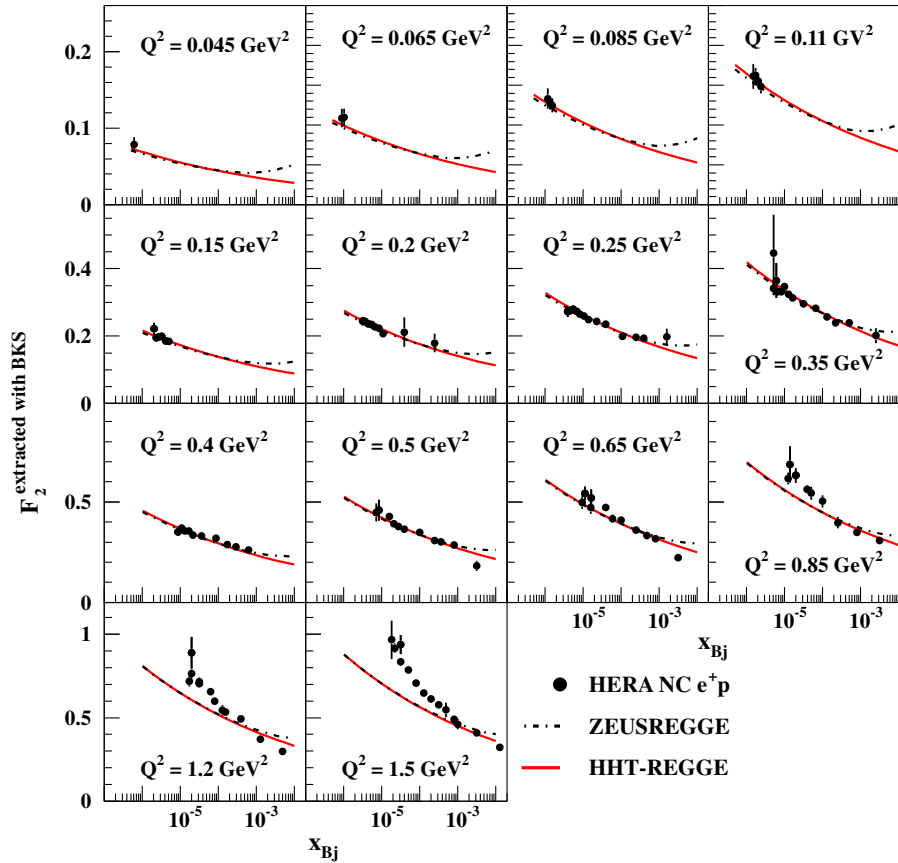 Q² = 0.045 GeV²
Q² = 0.065 GeV²
Q² = 0.085 GeV²
Q² = 0.11 GV²
0.2
0.1
0
Q² = 0.15 GeV²
Q² = 0.2 GeV²
Q² = 0.25 GeV²
Q² = 0.35 GeV²
0.4
0.2
0
F₂ extracted with BKS
Q² = 0.4 GeV²
Q² = 0.5 GeV²
Q² = 0.65 GeV²
Q² = 0.85 GeV²
0.5
0
10⁻⁵ 10⁻³ 10⁻⁵ 10⁻³
x_Bj
1
0.5
0
Q² = 1.2 GeV²
Q² = 1.5 GeV²
HERA NC e⁺p
ZEUSREGGE
HHT-REGGE
10⁻⁵ 10⁻³ 10⁻⁵ 10⁻³
x_Bj